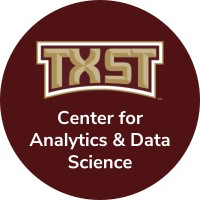 TXST
Center for
Analytics & Data
Science